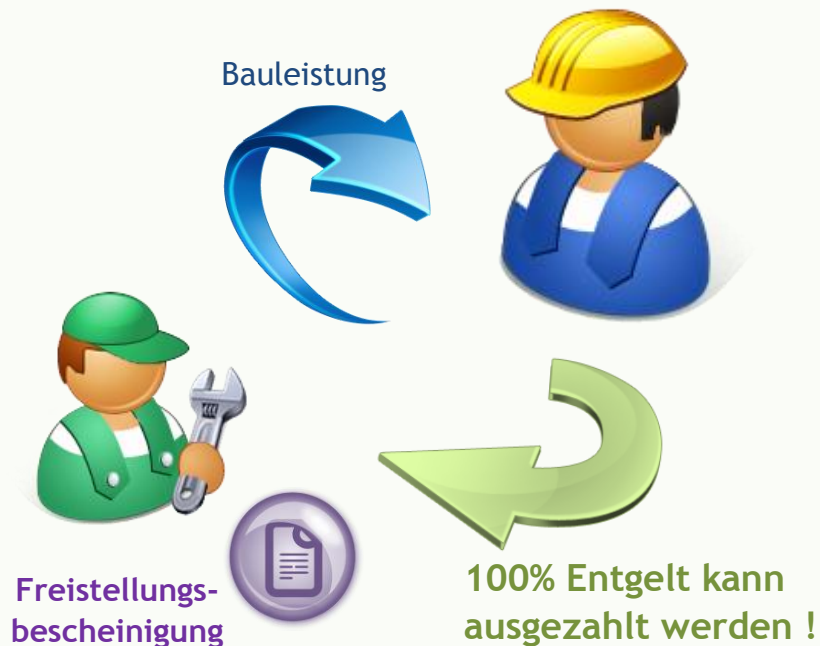 Bauleistung
Freistellungs-
bescheinigung
100% Entgelt kann
ausgezahlt werden !